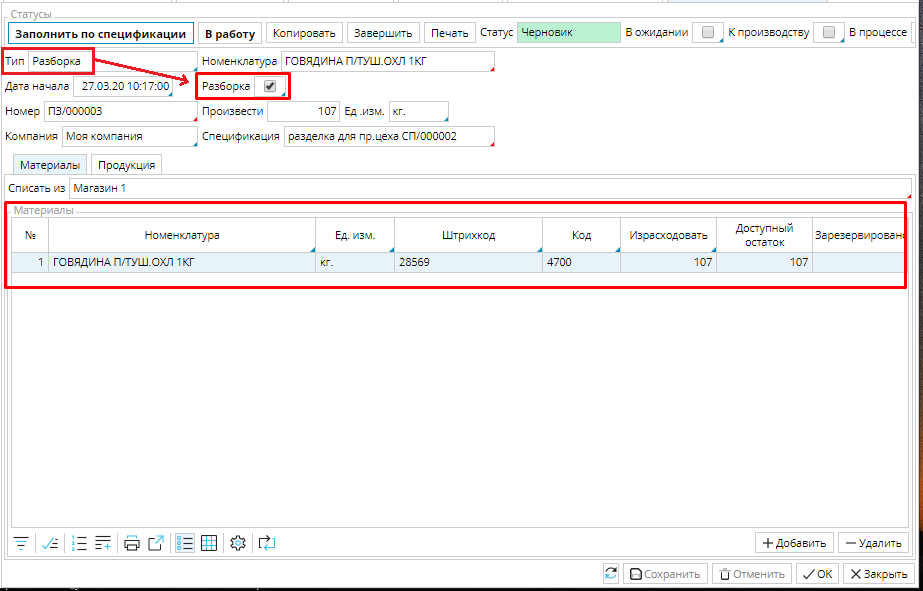 Статусы
Заполнить по спецификации В работу Копировать Завершить Печать Статус Черновик В ожидании К производству В процессе
Тип Разборка Номенклатура ГОВЯДИНА П/ТУШ.ОХЛ 1КГ
Дата начала 27.03.20 10:17:00 Разборка
Номер ПЗ/000003 Произвести 107 Ед .изм. кг.
Компания Моя компания Спецификация разделка для пр.цеха СП/000002
Материалы Продукция
Списать из Магазин 1
Материалы
№ Номенклатура Ед. изм. Штрихкод Код Израсходовать Доступный остаток Зарезервирован
1 ГОВЯДИНА П/ТУШ.ОХЛ 1КГ кг. 28569 4700 107 107
Добавить Удалить
Сохранить Отменить OK Закрыть